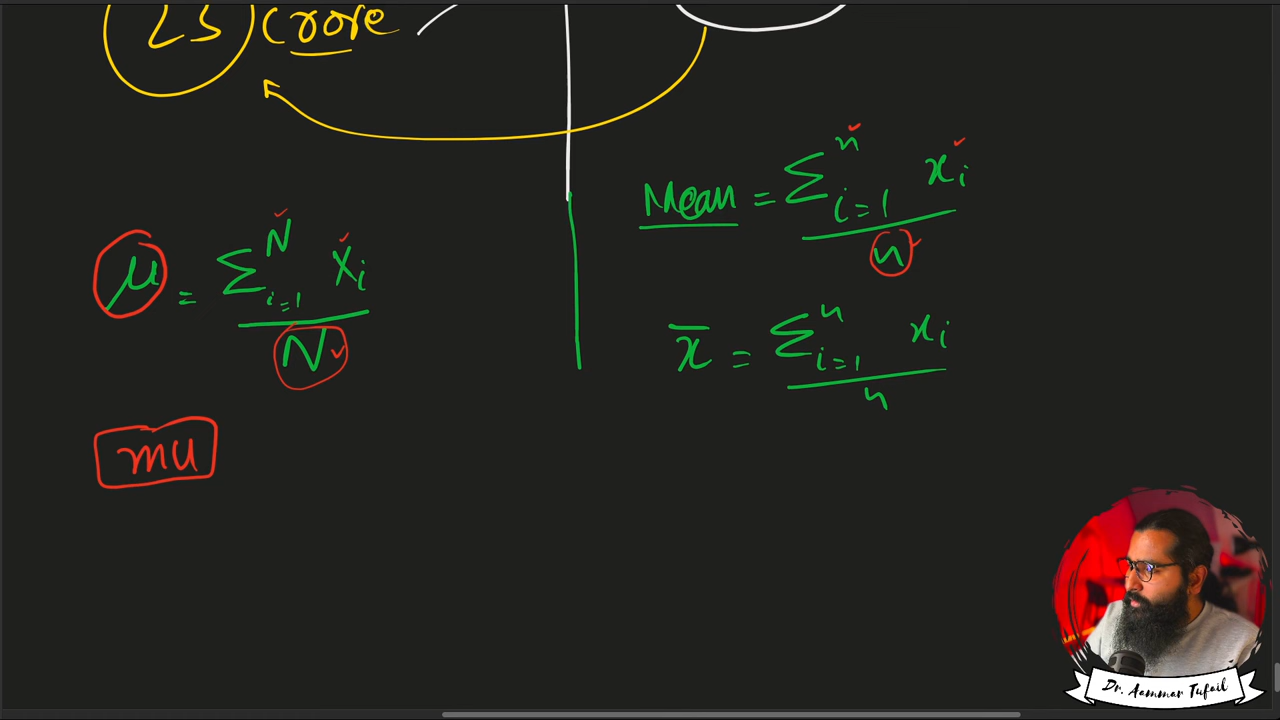 25 Crore
μ = Σ_{i=1}^{N} X_i / N
mu
Mean = Σ_{i=1}^{n} x_i / n
x̄ = Σ_{i=1}^{n} x_i / n
Dr. Aammar Tufail